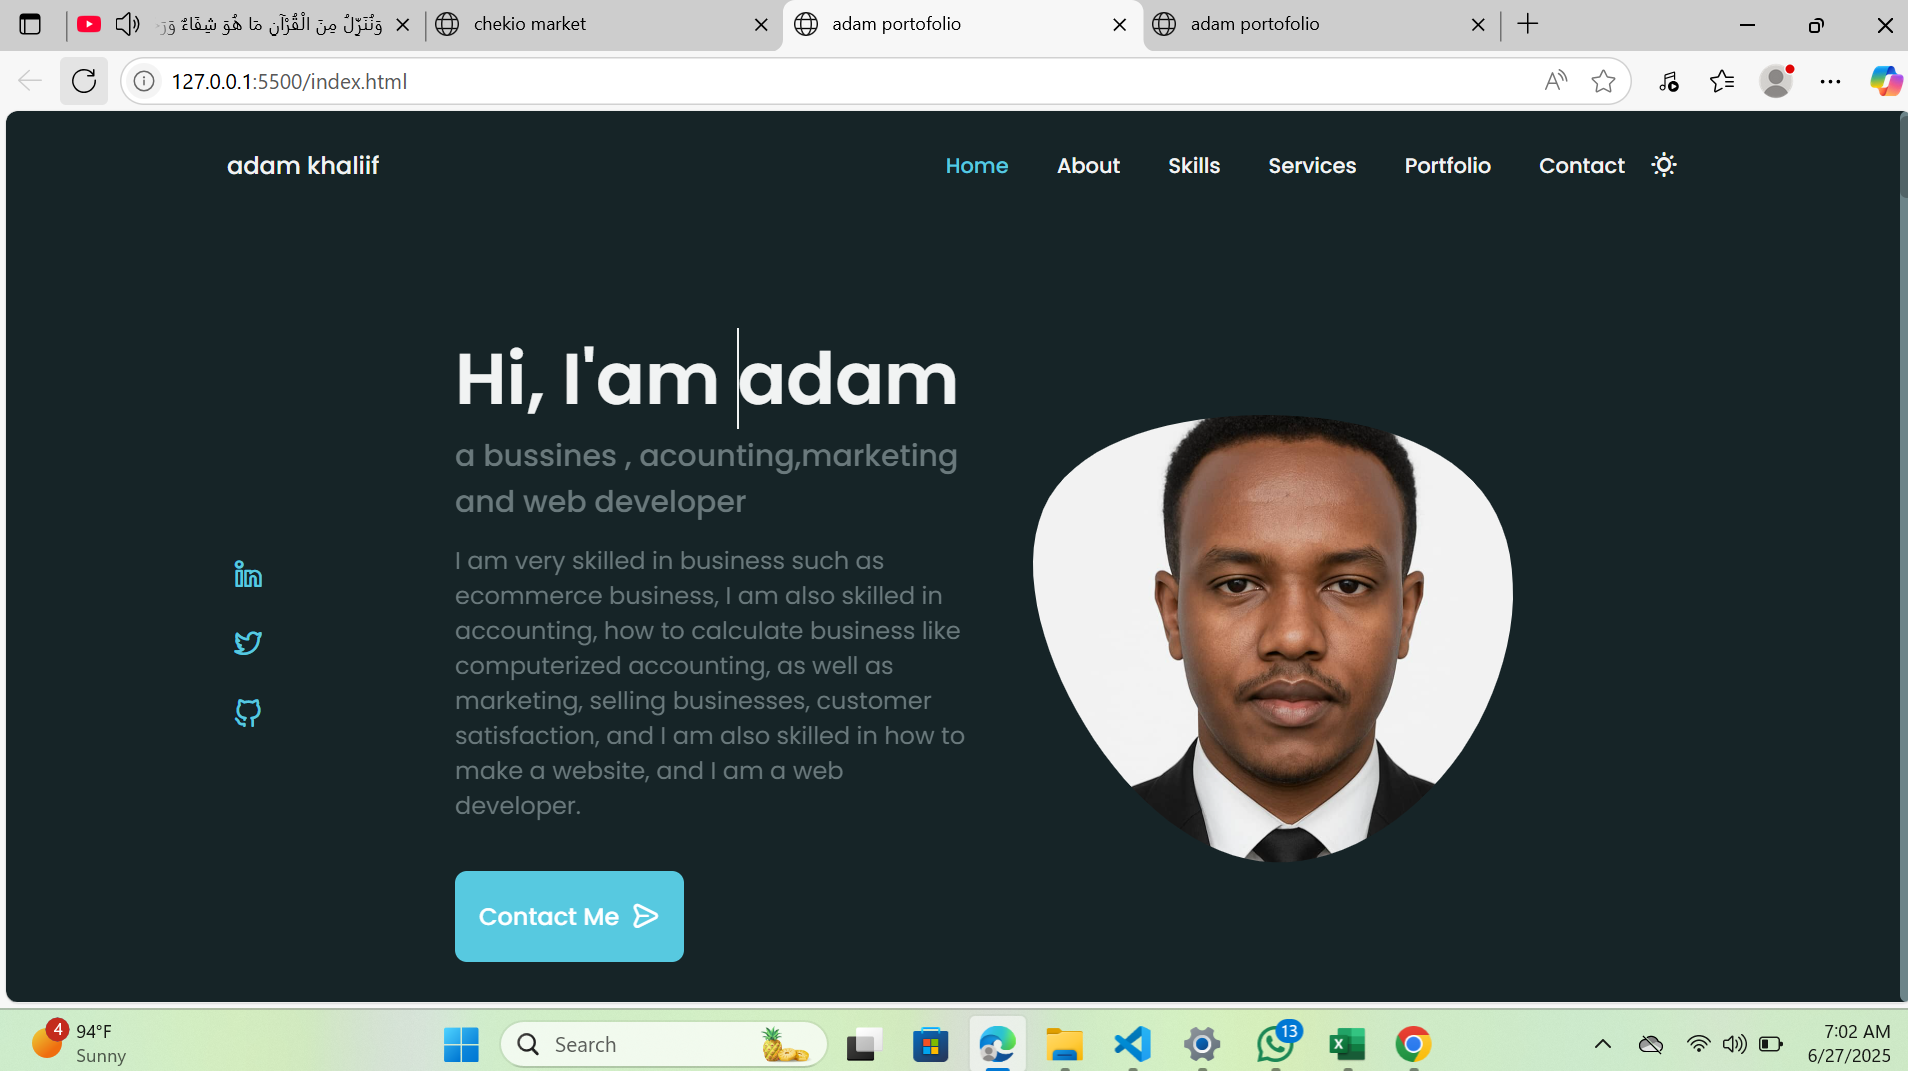 وَنُنَزِّلُ مِنَ الْقُرْآنِ مَا هُوَ شِفَاءٌ
chekio market
adam portofolio
adam portofolio
127.0.0.1:5500/index.html
adam khaliif
Home
About
Skills
Services
Portfolio
Contact
Hi, I'am adam
a bussines , acounting,marketing
and web developer
I am very skilled in business such as
ecommerce business, I am also skilled in
accounting, how to calculate business like
computerized accounting, as well as
marketing, selling businesses, customer
satisfaction, and I am also skilled in how to
make a website, and I am a web
developer.
Contact Me
4
94°F
Sunny
Search
13
7:02 AM
6/27/2025